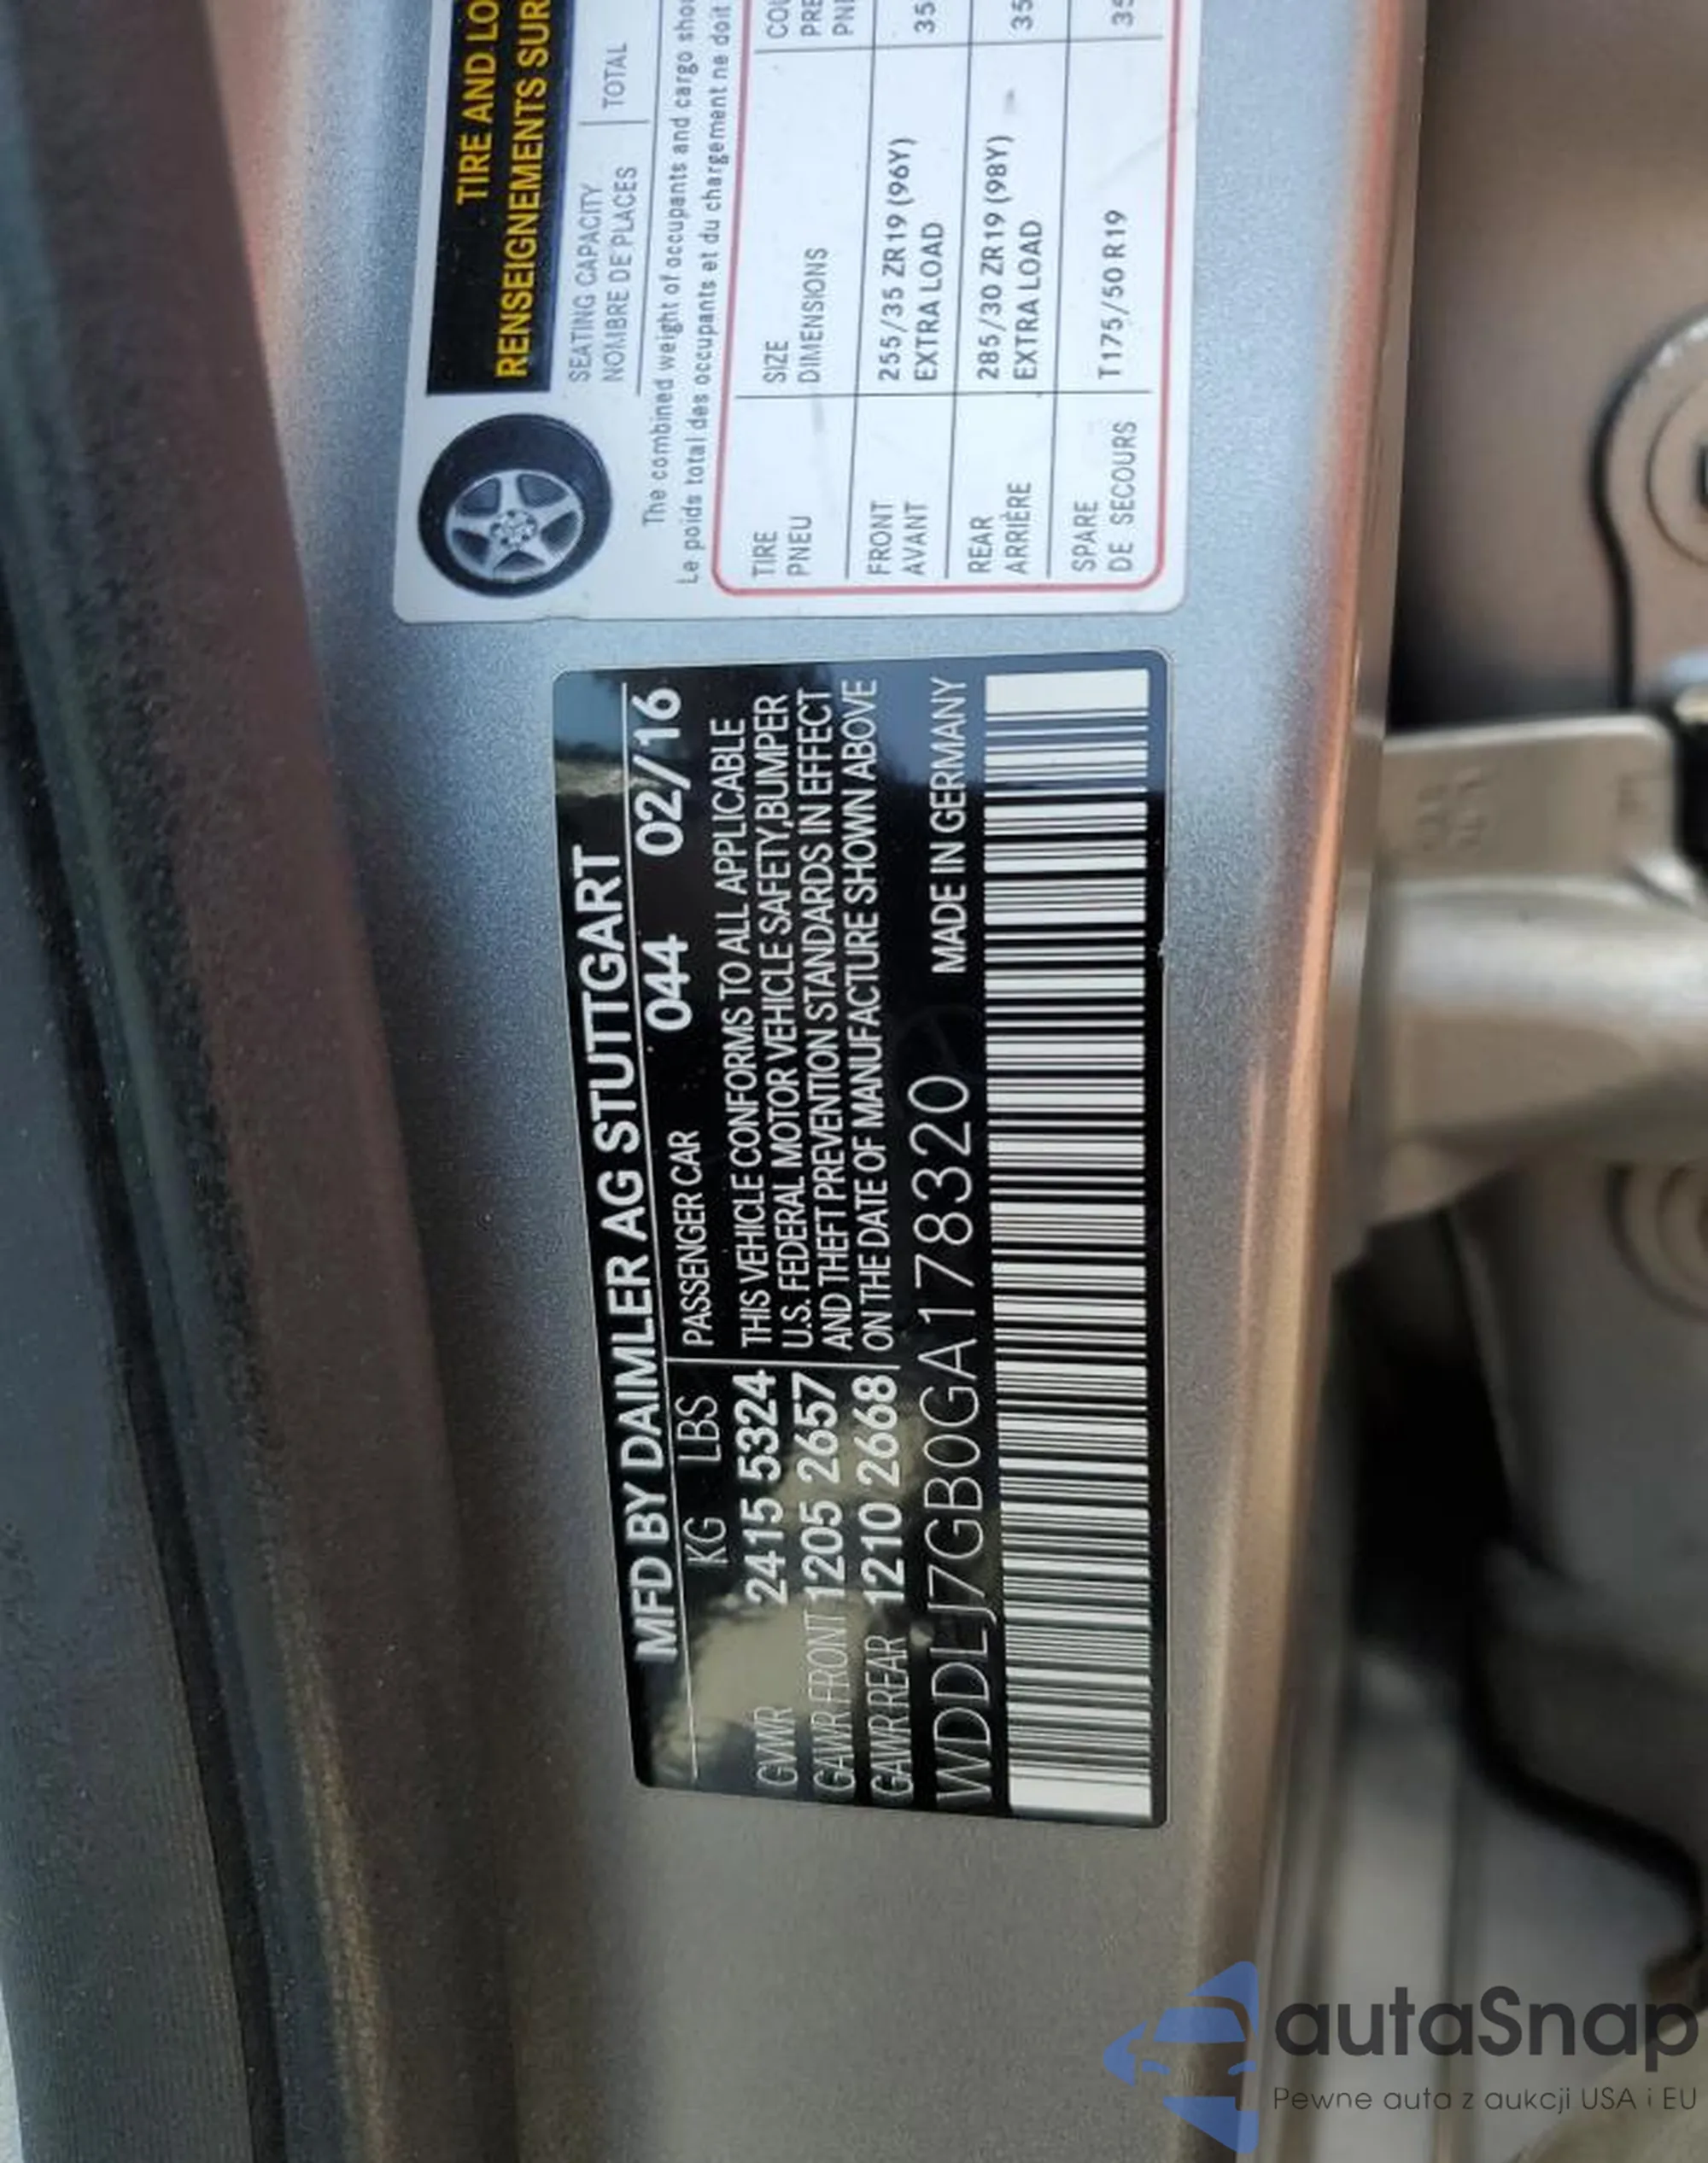 MFD BY DAIMLER AG STUTTGART
KG LBS PASSENGER CAR 044 02/16
GVWR 2415 5324 THIS VEHICLE CONFORMS TO ALL APPLICABLE
GAWR FRONT 1205 2657 U.S. FEDERAL MOTOR VEHICLE SAFETY,BUMPER
GAWR REAR 1210 2668 AND THEFT PREVENTION STANDARDS IN EFFECT
ON THE DATE OF MANUFACTURE SHOWN ABOVE
WDDLJ7GB0GA178320 MADE IN GERMANY
TIRE AND
RENSEIGNEMENTS SUR
SEATING CAPACITY
NOMBRE DE PLACES
TOTAL
The combined weight of occupants and cargo
Le poids total des occupants et du chargement ne doit
TIRE SIZE
PNEU DIMENSIONS
FRONT 255/35 ZR19 (96Y)
AVANT EXTRA LOAD
REAR 285/30 ZR19 (98Y)
ARRIÈRE EXTRA LOAD
SPARE
DE SECOURS T175/50 R19
autaSnap
Pewne auta z aukcji USA i EU